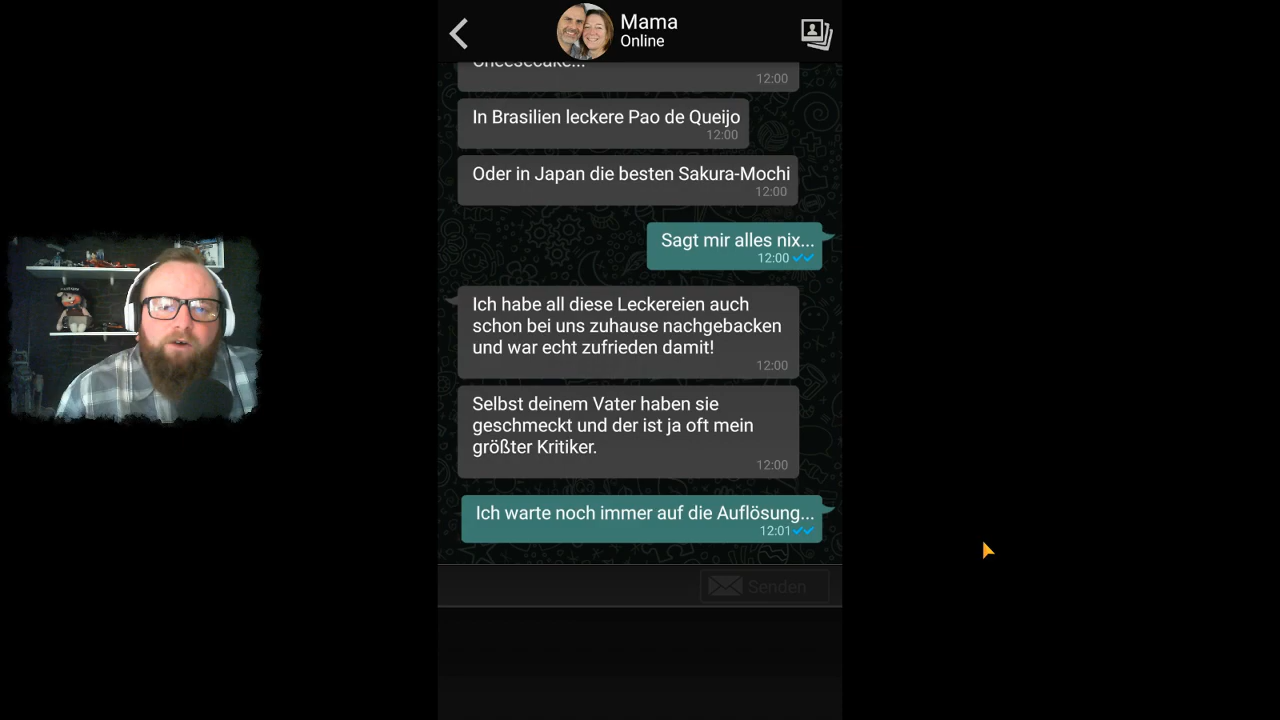 Mama
Online
Cheesecake...
12:00
In Brasilien leckere Pao de Queijo
12:00
Oder in Japan die besten Sakura-Mochi
12:00
Sagt mir alles nix...
12:00
Ich habe all diese Leckereien auch
schon bei uns zuhause nachgebacken
und war echt zufrieden damit!
12:00
Selbst deinem Vater haben sie
geschmeckt und der ist ja oft mein
größter Kritiker.
12:00
Ich warte noch immer auf die Auflösung...
12:01
Senden